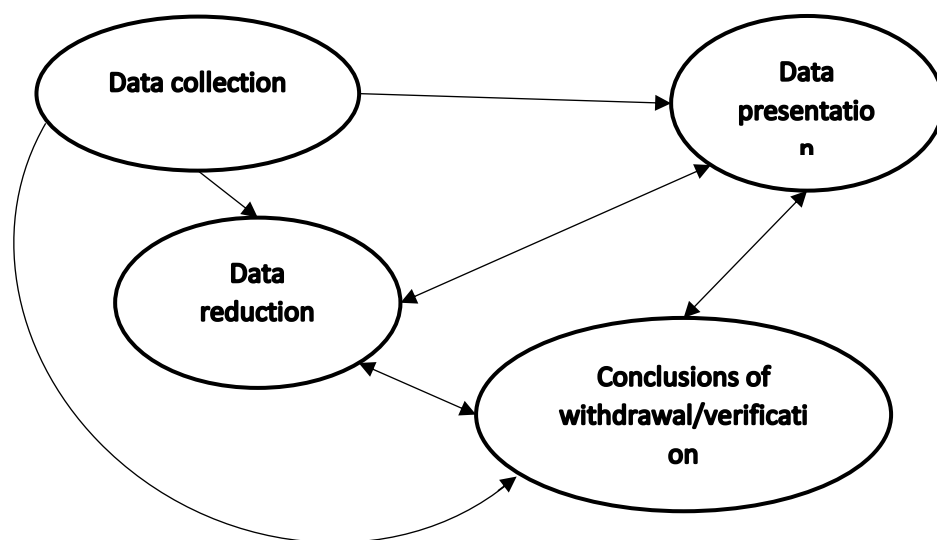 Data collection
Data
presentatio
n
Data
reduction
Conclusions of
withdrawal/verificati
on